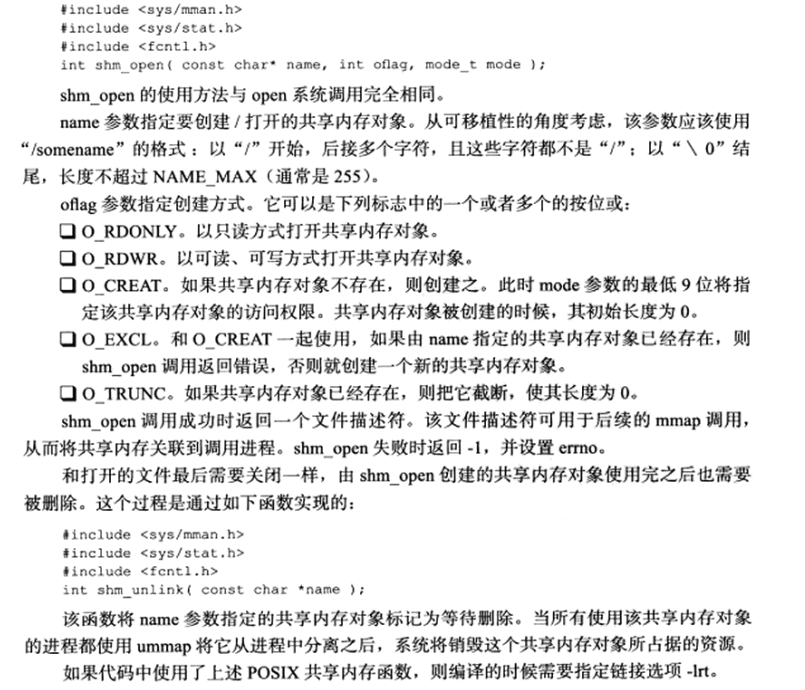 #include <sys/mman.h>
#include <sys/stat.h>
#include <fcntl.h>
int shm_open( const char* name, int oflag, mode_t mode );
shm_open 的使用方法与 open 系统调用完全相同。
name 参数指定要创建 / 打开的共享内存对象。从可移植性的角度考虑，该参数应该使用
“/somename”的格式：以“/”开始，后接多个字符，且这些字符都不是“/”；以“\ 0”结
尾，长度不超过 NAME_MAX（通常是 255）。
oflag 参数指定创建方式。它可以是下列标志中的一个或者多个的按位或：
❑ O_RDONLY。以只读方式打开共享内存对象。
❑ O_RDWR。以可读、可写方式打开共享内存对象。
❑ O_CREAT。如果共享内存对象不存在，则创建之。此时 mode 参数的最低 9 位将指
定该共享内存对象的访问权限。共享内存对象被创建的时候，其初始长度为 0。
❑ O_EXCL。和 O_CREAT 一起使用，如果由 name 指定的共享内存对象已经存在，则
shm_open 调用返回错误，否则就创建一个新的共享内存对象。
❑ O_TRUNC。如果共享内存对象已经存在，则把它截断，使其长度为 0。
shm_open 调用成功时返回一个文件描述符。该文件描述符可用于后续的 mmap 调用，
从而将共享内存关联到调用进程。shm_open 失败时返回 -1，并设置 errno。
和打开的文件最后需要关闭一样，由 shm_open 创建的共享内存对象使用完之后也需要
被删除。这个过程是通过如下函数实现的：
#include <sys/mman.h>
#include <sys/stat.h>
#include <fcntl.h>
int shm_unlink( const char *name );
该函数将 name 参数指定的共享内存对象标记为等待删除。当所有使用该共享内存对象
的进程都使用 ummap 将它从进程中分离之后，系统将销毁这个共享内存对象所占据的资源。
如果代码中使用了上述 POSIX 共享内存函数，则编译的时候需要指定链接选项 -lrt。